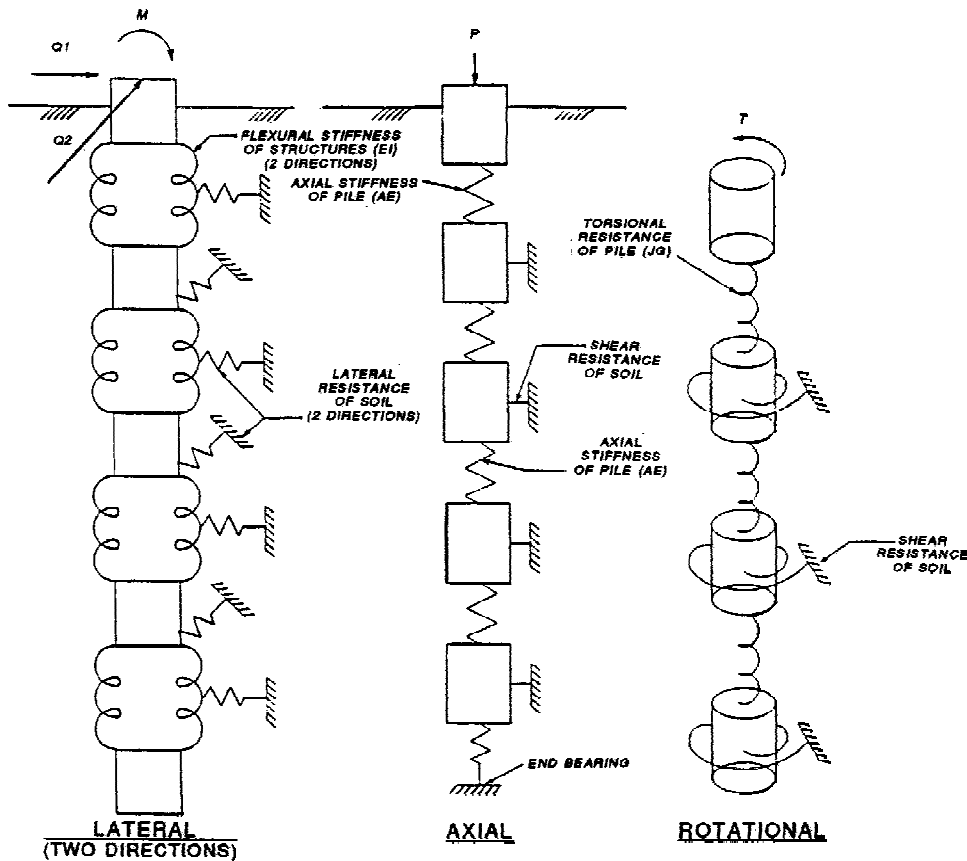 M
Q1
P
Q2
FLEXURAL STIFFNESS
OF STRUCTURES (EI)
(2 DIRECTIONS)
AXIAL STIFFNESS
OF PILE (AE)
T
TORSIONAL
RESISTANCE
OF PILE (JG)
SHEAR
RESISTANCE
OF SOIL
LATERAL
RESISTANCE
OF SOIL
(2 DIRECTIONS)
AXIAL
STIFFNESS
OF PILE (AE)
SHEAR
RESISTANCE
OF SOIL
END BEARING
LATERAL
(TWO DIRECTIONS)
AXIAL
ROTATIONAL